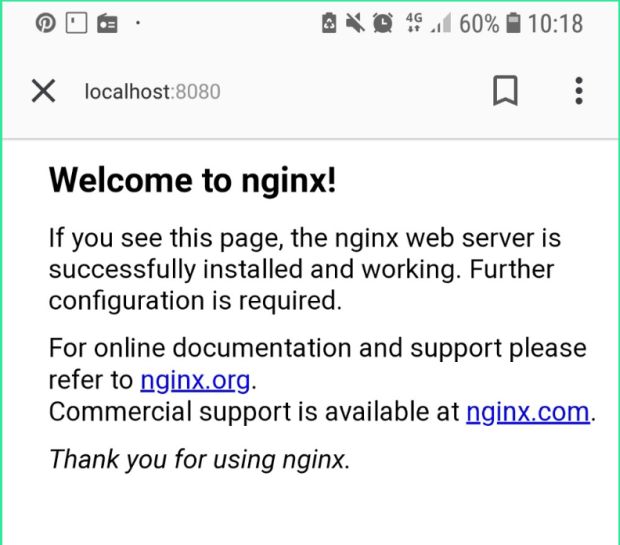 4G 60% 10:18
localhost:8080
Welcome to nginx!
If you see this page, the nginx web server is
successfully installed and working. Further
configuration is required.
For online documentation and support please
refer to nginx.org.
Commercial support is available at nginx.com.
Thank you for using nginx.